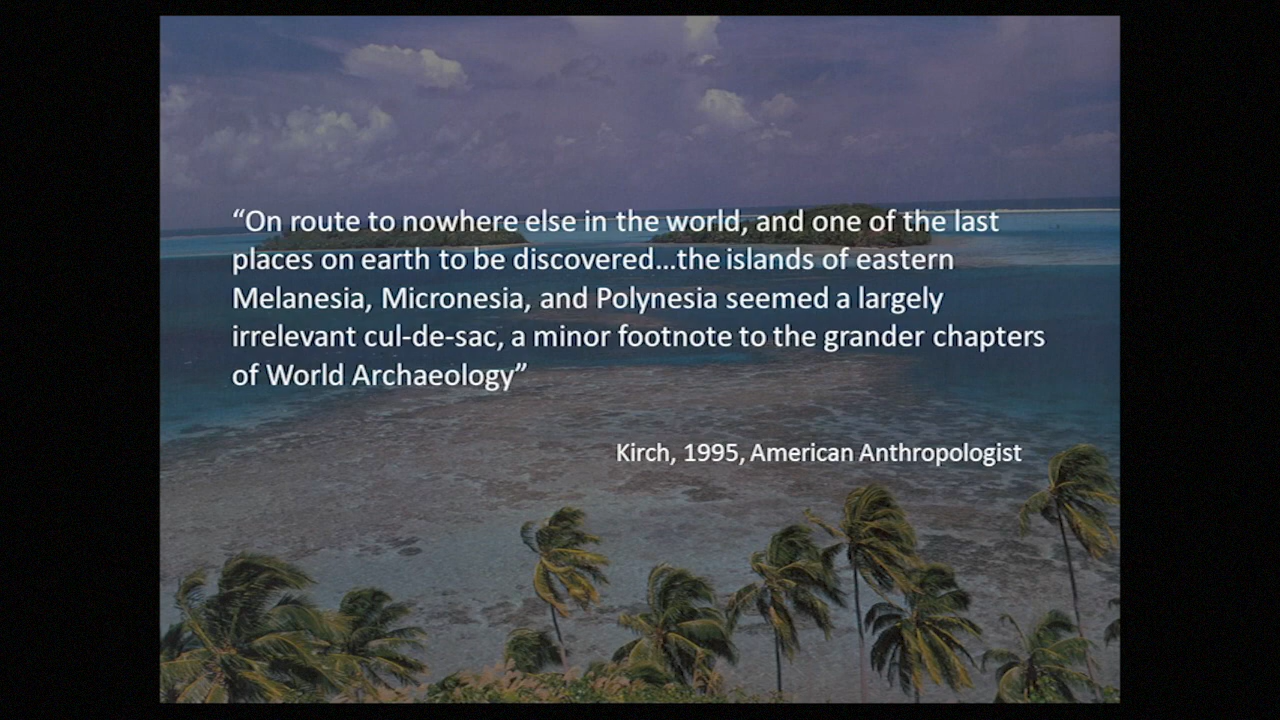 “On route to nowhere else in the world, and one of the last
places on earth to be discovered...the islands of eastern
Melanesia, Micronesia, and Polynesia seemed a largely
irrelevant cul-de-sac, a minor footnote to the grander chapters
of World Archaeology”
Kirch, 1995, American Anthropologist